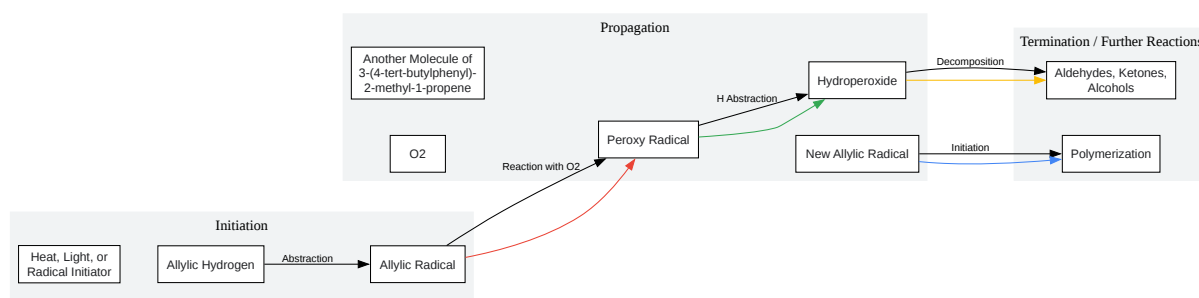 Propagation
Another Molecule of
3-(4-tert-butylphenyl)-
2-methyl-1-propene
O2
Peroxy Radical
H Abstraction
Hydroperoxide
New Allylic Radical
Reaction with O2
Termination / Further Reactions
Decomposition
Aldehydes, Ketones,
Alcohols
Initiation
Polymerization
Initiation
Heat, Light, or
Radical Initiator
Allylic Hydrogen
Abstraction
Allylic Radical